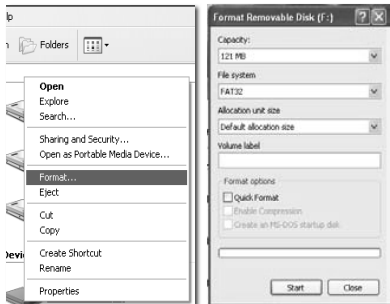 lp
Folders
Open
Explore
Search...
Sharing and Security...
Open as Portable Media Device...
Format...
Eject
Cut
Copy
Create Shortcut
Rename
Properties
Devi
Format Removable Disk (F:)
Capacity:
121 MB
File system
FAT32
Allocation unit size
Default allocation size
Volume label
Format options
Quick Format
Enable Compression
Create an MS-DOS startup disk
Start
Close